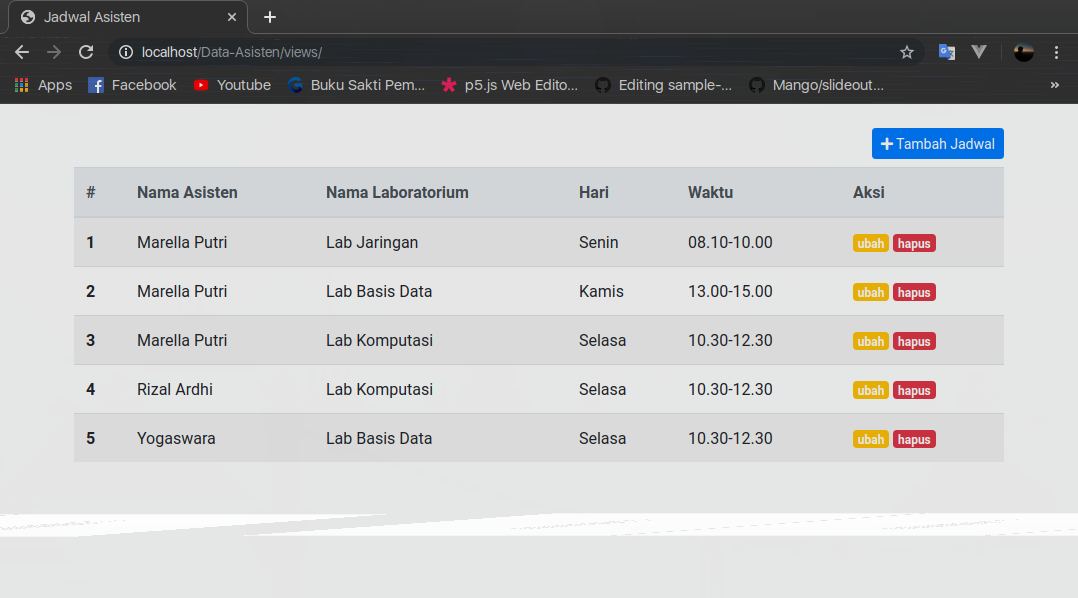 Jadwal Asisten
localhost/Data-Asisten/views/
Apps Facebook Youtube Buku Sakti Pem... p5.js Web Edito... Editing sample-... Mango/slideout... »
Tambah Jadwal
# Nama Asisten Nama Laboratorium Hari Waktu Aksi
1 Marella Putri Lab Jaringan Senin 08.10-10.00 ubah hapus
2 Marella Putri Lab Basis Data Kamis 13.00-15.00 ubah hapus
3 Marella Putri Lab Komputasi Selasa 10.30-12.30 ubah hapus
4 Rizal Ardhi Lab Komputasi Selasa 10.30-12.30 ubah hapus
5 Yogaswara Lab Basis Data Selasa 10.30-12.30 ubah hapus